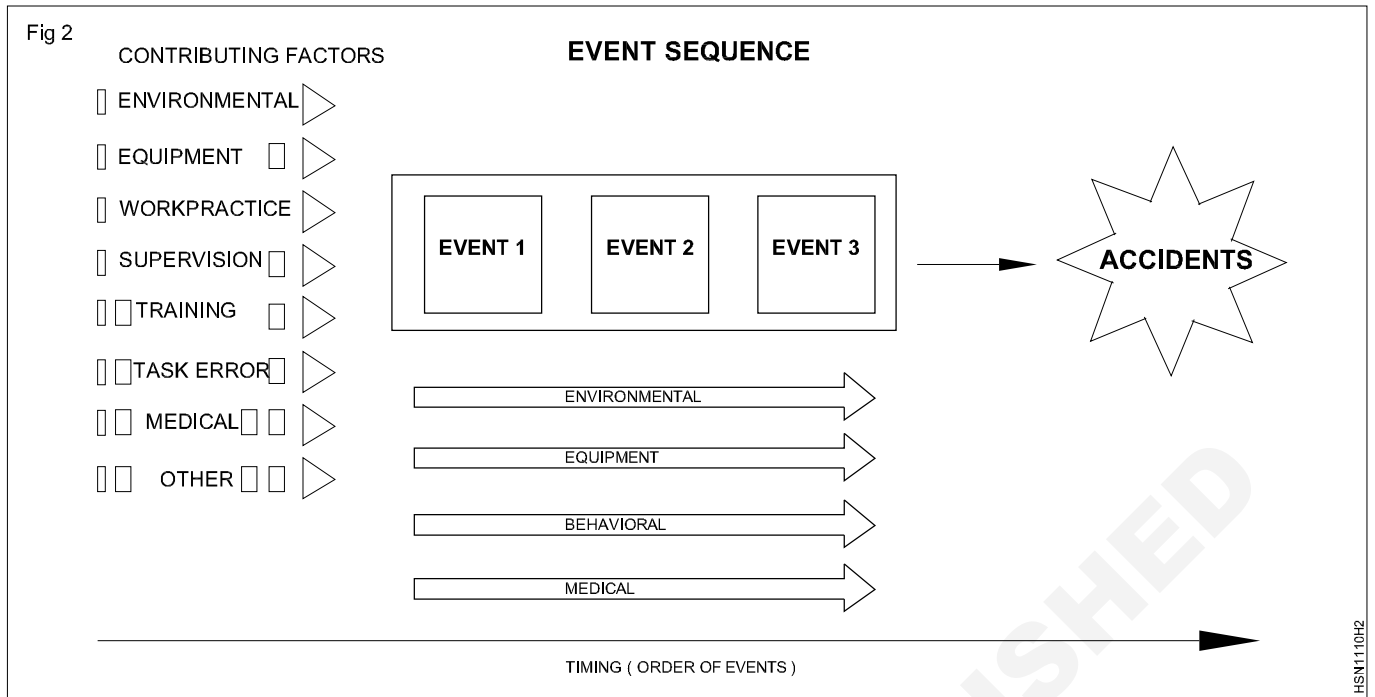 Fig 2
CONTRIBUTING FACTORS
EVENT SEQUENCE
ENVIRONMENTAL
EQUIPMENT
WORKPRACTICE
SUPERVISION
TRAINING
TASK ERROR
MEDICAL
OTHER
EVENT 1
EVENT 2
EVENT 3
ACCIDENTS
ENVIRONMENTAL
EQUIPMENT
BEHAVIORAL
MEDICAL
TIMING ( ORDER OF EVENTS )
HSN1110H2